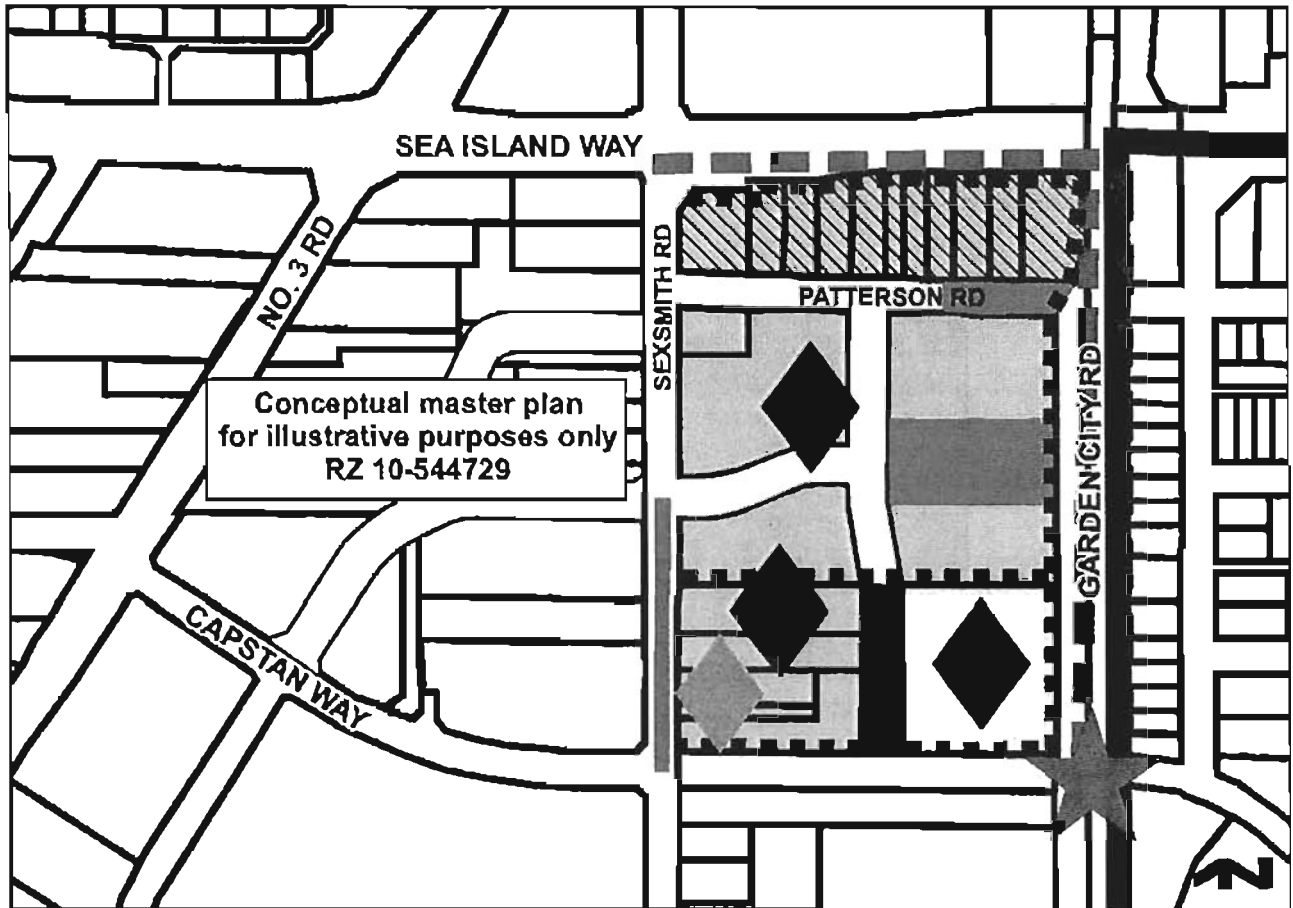 SEA ISLAND WAY
NO. 3 RD
SEXSMITH RD
PATTERSON RD
GARDEN CITY RD
Conceptual master plan
for illustrative purposes only
RZ 10-544729
CAPSTAN WAY